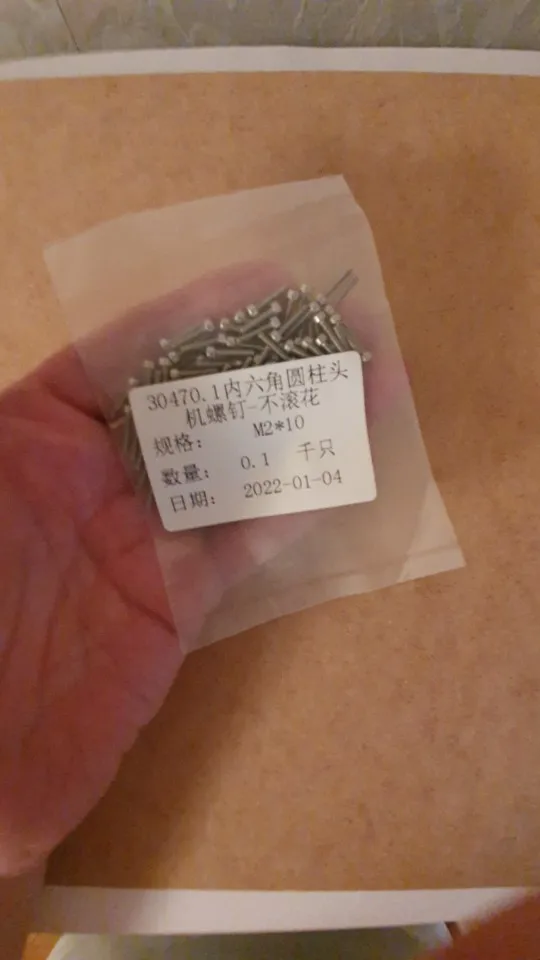 30470.1内六角圆柱头
机螺钉-不滚花
规格： M2*10
数量： 0.1 千只
日期： 2022-01-04